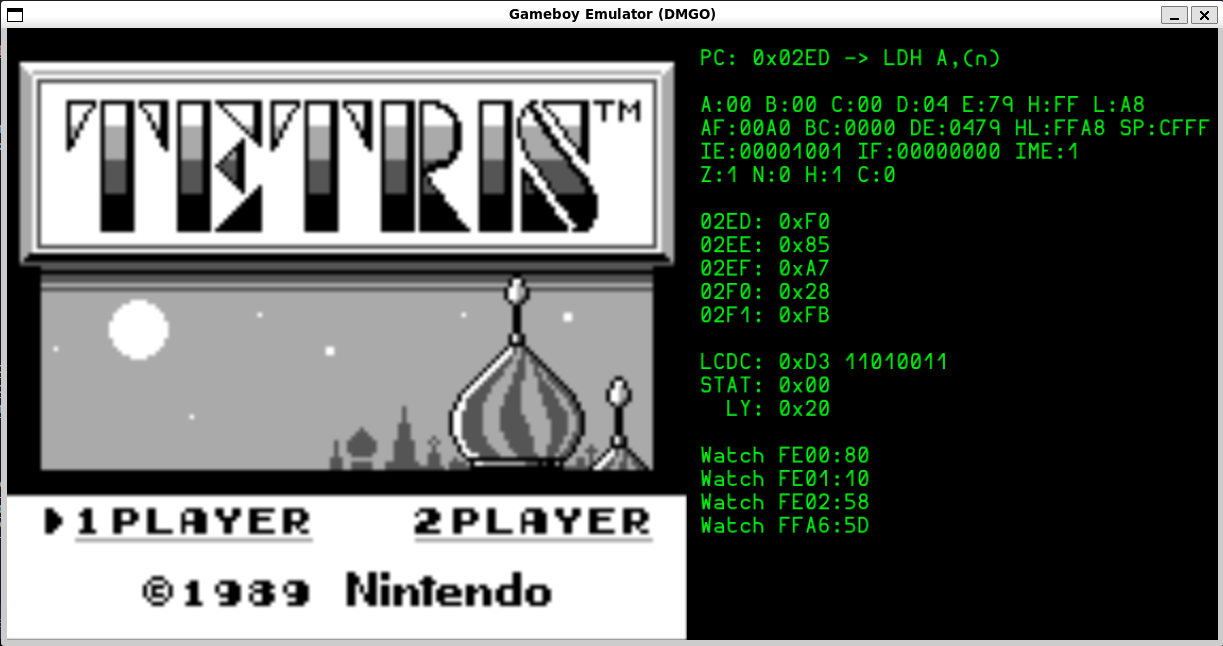 Gameboy Emulator (DMGO)
TETRIS™
1PLAYER 2PLAYER
©1989 Nintendo
PC: 0x02ED -> LDH A,(n)
A:00 B:00 C:00 D:04 E:79 H:FF L:A8
AF:00A0 BC:0000 DE:0479 HL:FFA8 SP:CFFF
IE:00001001 IF:00000000 IME:1
Z:1 N:0 H:1 C:0
02ED: 0xF0
02EE: 0x85
02EF: 0xA7
02F0: 0x28
02F1: 0xFB
LCDC: 0xD3 11010011
STAT: 0x00
LY: 0x20
Watch FE00:80
Watch FE01:10
Watch FE02:58
Watch FFA6:5D